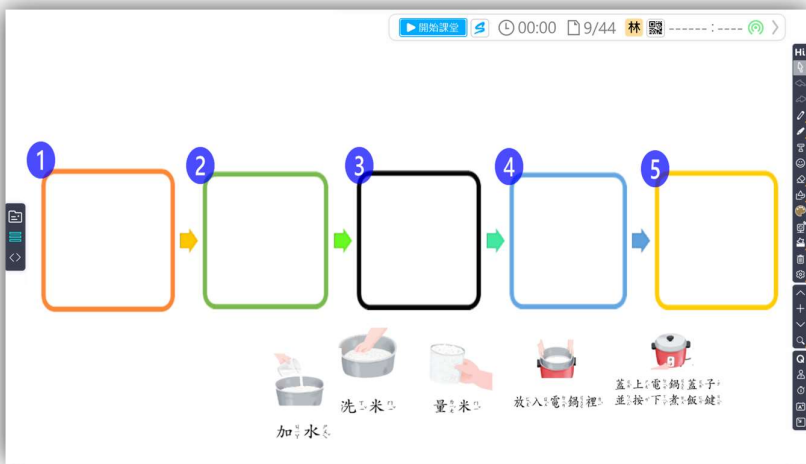 開始課堂 00:00 9/44 林 ------ : ----
Hi
1
2
3
4
5
洗米
量米
放入電鍋裡
蓋上電鍋蓋子
並按下煮飯鍵
加水